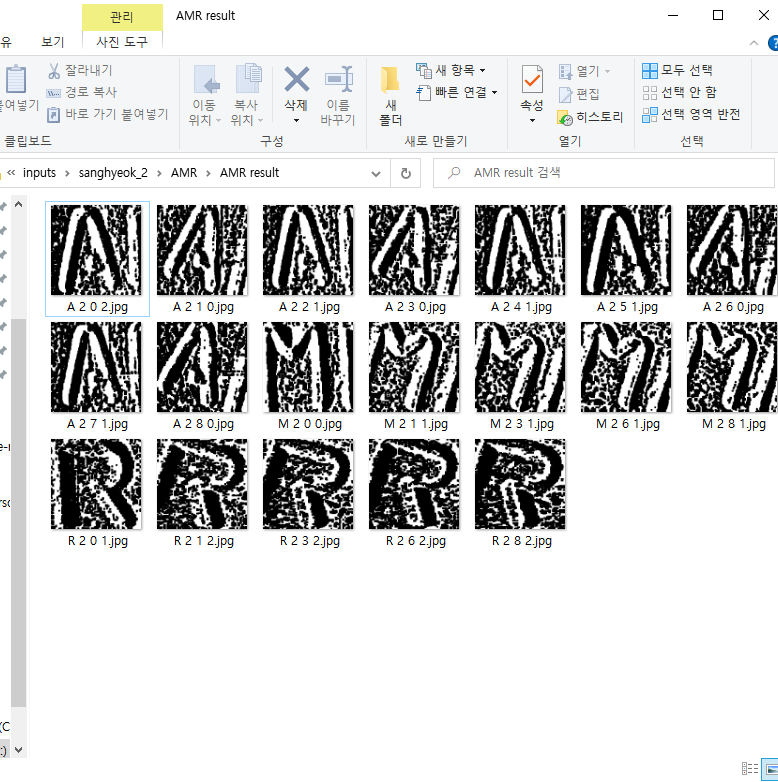 관리
AMR result
보기
사진 도구
잘라내기
경로 복사
바로 가기 붙여넣기
클립보드
이동
위치
복사
위치
삭제
이름
바꾸기
구성
새
폴더
새 항목
빠른 연결
새로 만들기
속성
열기
편집
히스토리
열기
모두 선택
선택 안 함
선택 영역 반전
선택
« inputs > sanghyeok_2 > AMR > AMR result
AMR result 검색
A 2 0 2.jpg
A 2 1 0.jpg
A 2 2 1.jpg
A 2 3 0.jpg
A 2 4 1.jpg
A 2 5 1.jpg
A 2 6 0.jpg
A 2 7 1.jpg
A 2 8 0.jpg
M 2 0 0.jpg
M 2 1 1.jpg
M 2 3 1.jpg
M 2 6 1.jpg
M 2 8 1.jpg
R 2 0 1.jpg
R 2 1 2.jpg
R 2 3 2.jpg
R 2 6 2.jpg
R 2 8 2.jpg